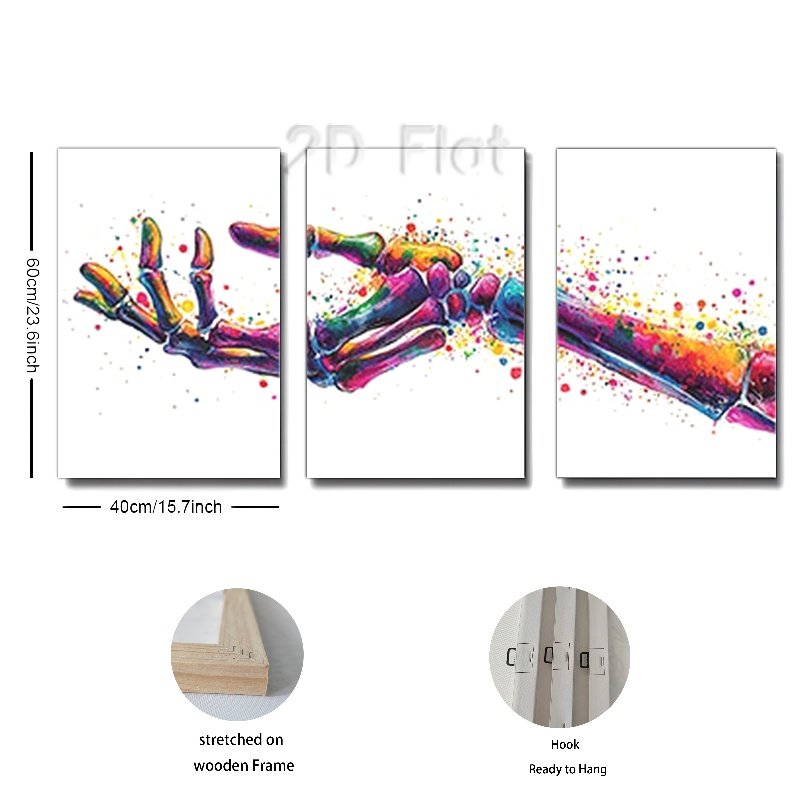 2D Flat
60cm/23.6inch
40cm/15.7inch
stretched on
wooden Frame
Hook
Ready to Hang